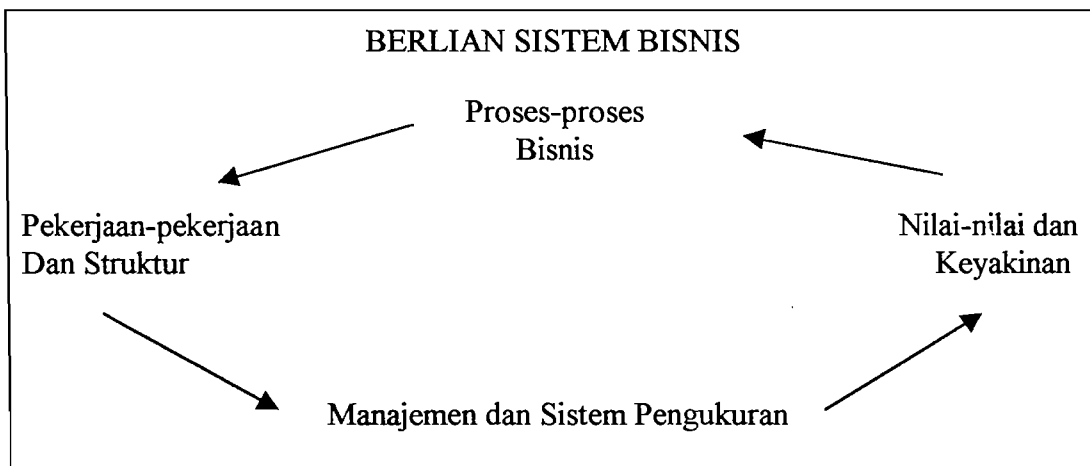 BERLIAN SISTEM BISNIS
Proses-proses
Bisnis
Pekerjaan-pekerjaan
Dan Struktur
Nilai-nilai dan
Keyakinan
Manajemen dan Sistem Pengukuran